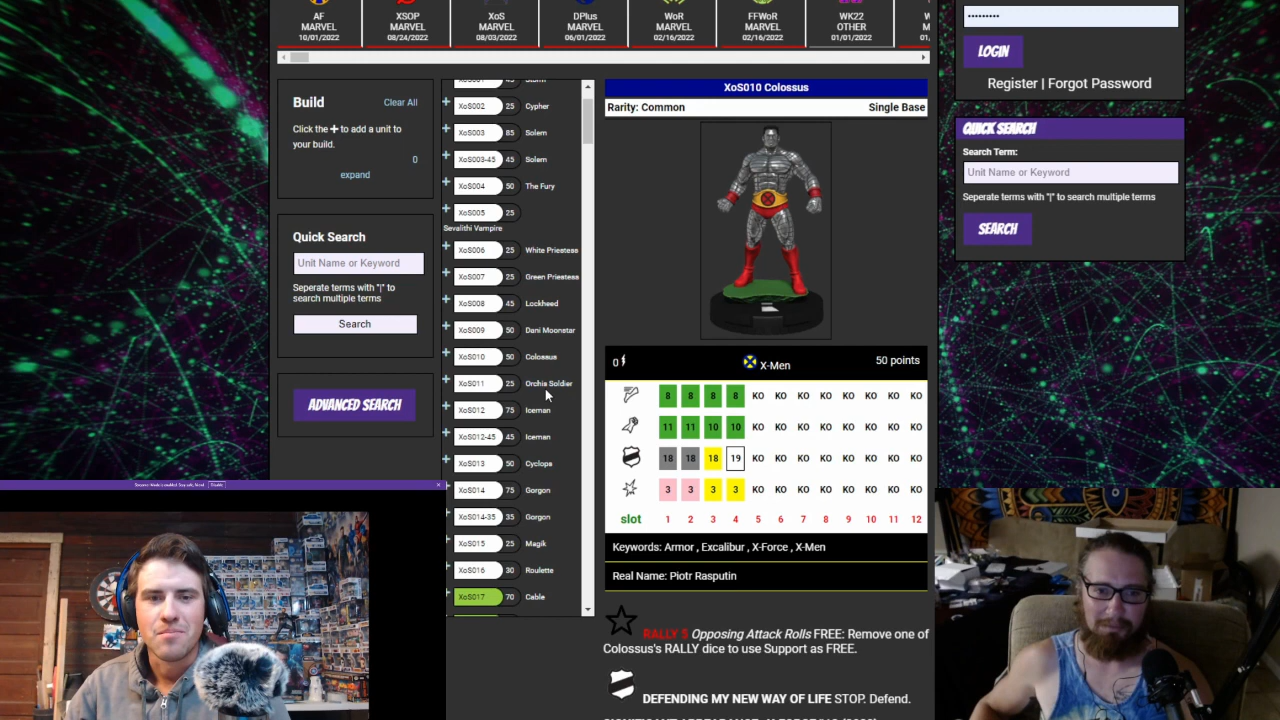 AF
MARVEL
10/01/2022
XSOP
MARVEL
08/24/2022
XoS
MARVEL
08/03/2022
DPlus
MARVEL
06/01/2022
WoR
MARVEL
02/16/2022
FFWoR
MARVEL
02/16/2022
WK22
OTHER
01/01/2022
LOGIN
Register | Forgot Password
QUICK SEARCH
Search Term:
Unit Name or Keyword
Seperate terms with "|" to search multiple terms
SEARCH
Build
Clear All
Click the + to add a unit to
your build.
0
expand
Quick Search
Unit Name or Keyword
Seperate terms with "|" to
search multiple terms
Search
ADVANCED SEARCH
XoS002 25 Cypher
XoS003 85 Solem
XoS003-45 45 Solem
XoS004 50 The Fury
XoS005 25
Sevalithi Vampire
XoS006 25 White Priestess
XoS007 25 Green Priestess
XoS008 45 Lockheed
XoS009 50 Dani Moonstar
XoS010 50 Colossus
XoS011 25 Orchis Soldier
XoS012 75 Iceman
XoS012-45 45 Iceman
XoS013 50 Cyclops
XoS014 75 Gorgon
XoS014-35 35 Gorgon
XoS015 25 Magik
XoS016 30 Roulette
XoS017 70 Cable
XoS010 Colossus
Rarity: Common Single Base
0 X-Men 50 points
8 8 8 8 KO KO KO KO KO KO KO KO
11 11 10 10 KO KO KO KO KO KO KO KO
18 18 18 19 KO KO KO KO KO KO KO KO
3 3 3 3 KO KO KO KO KO KO KO KO
slot 1 2 3 4 5 6 7 8 9 10 11 12
Keywords: Armor , Excalibur , X-Force , X-Men
Real Name: Piotr Rasputin
RALLY 5 Opposing Attack Rolls FREE: Remove one of
Colossus's RALLY dice to use Support as FREE.
DEFENDING MY NEW WAY OF LIFE STOP. Defend.